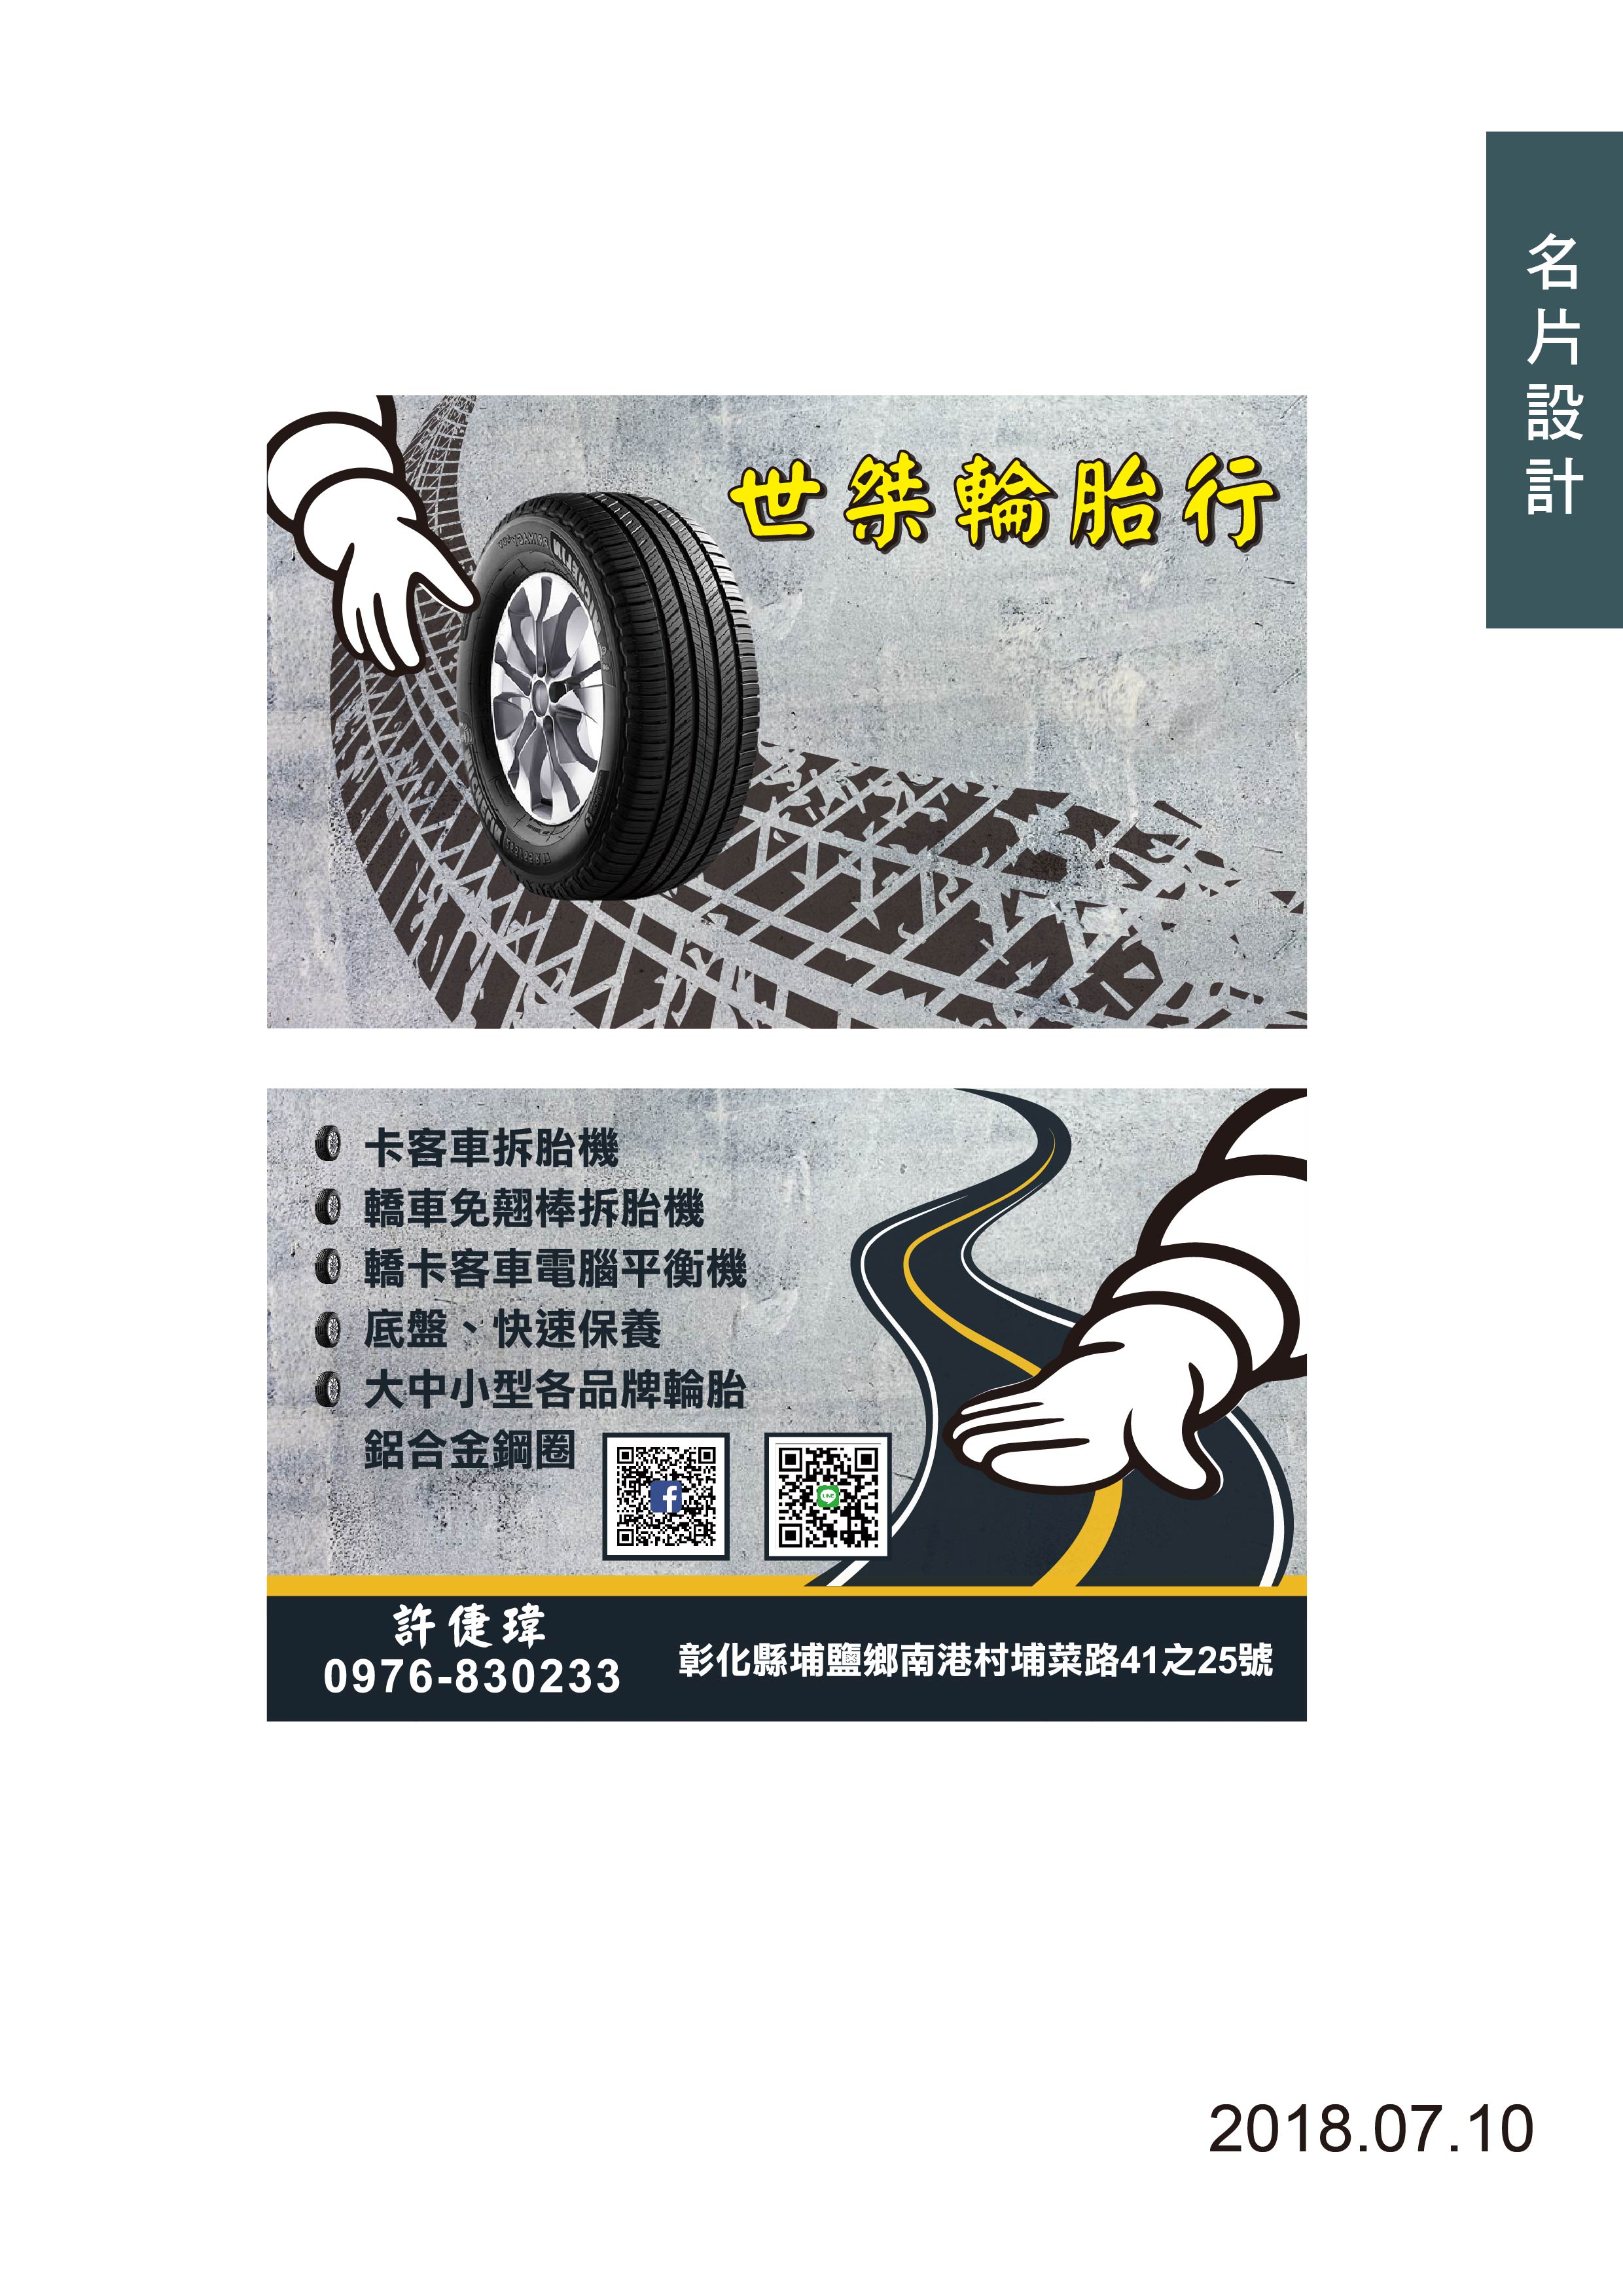 名片設計
世桀輪胎行
卡客車拆胎機
轎車免翹棒拆胎機
轎卡客車電腦平衡機
底盤、快速保養
大中小型各品牌輪胎
鋁合金鋼圈
LINE
許倢瑋
0976-830233
彰化縣埔鹽鄉南港村埔菜路41之25號
2018.07.10